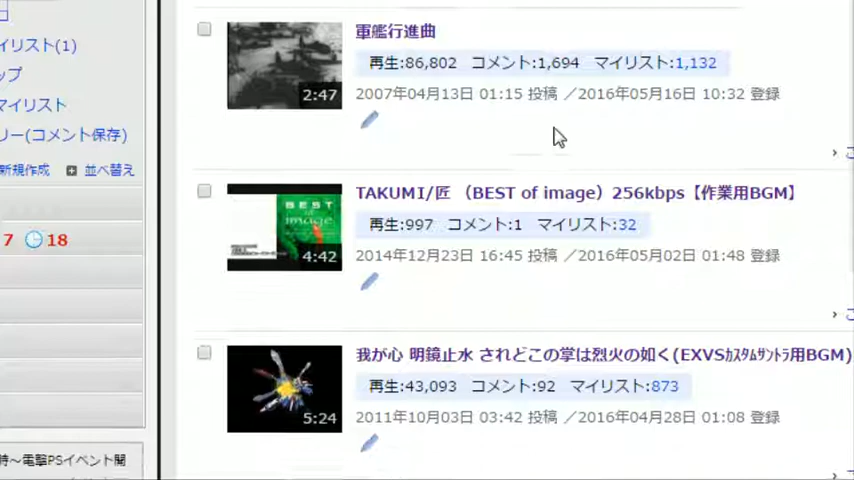 イリスト(1)
ップ
マイリスト
リー(コメント保存)
新規作成 並べ替え
7 18
時～電撃PSイベント開
軍艦行進曲
再生:86,802 コメント:1,694 マイリスト:1,132
2:47
2007年04月13日 01:15 投稿 ／2016年05月16日 10:32 登録
TAKUMI/匠 （BEST of image）256kbps【作業用BGM】
再生:997 コメント:1 マイリスト:32
BEST
of
image
4:42
2014年12月23日 16:45 投稿 ／2016年05月02日 01:48 登録
我が心 明鏡止水 されどこの掌は烈火の如く(EXVSｶｽﾀﾑｻﾝﾄﾗ用BGM)
再生:43,093 コメント:92 マイリスト:873
5:24
2011年10月03日 03:42 投稿 ／2016年04月28日 01:08 登録